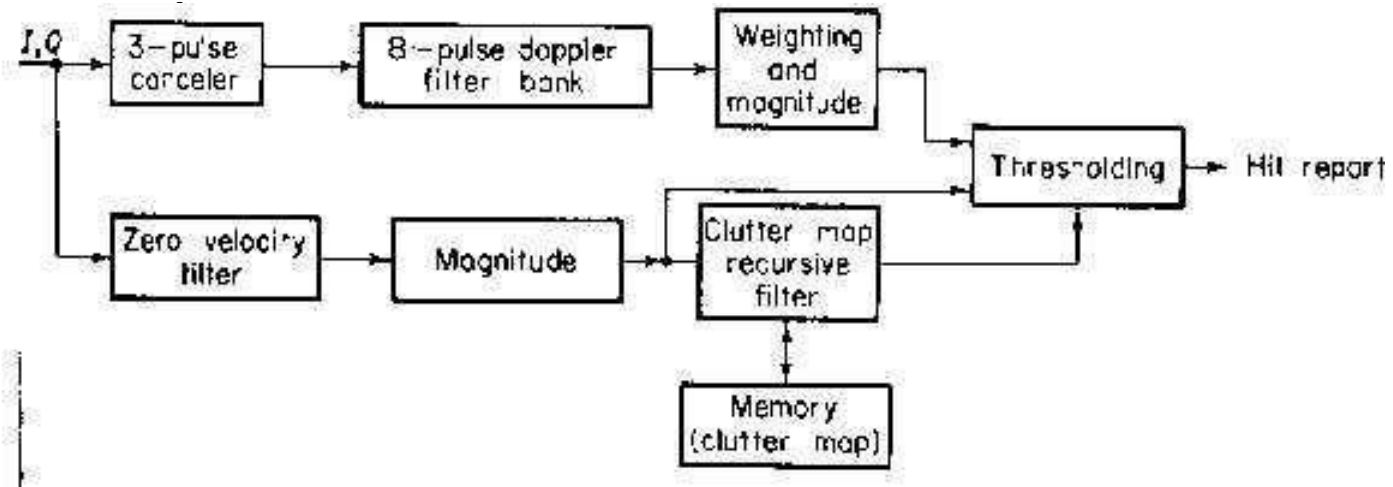 I,Q
3-pulse
canceler
8-pulse doppler
filter bank
Weighting
and
magnitude
Thresholding
Hit report
Zero velocity
filter
Magnitude
Clutter map
recursive
filter
Memory
(clutter map)